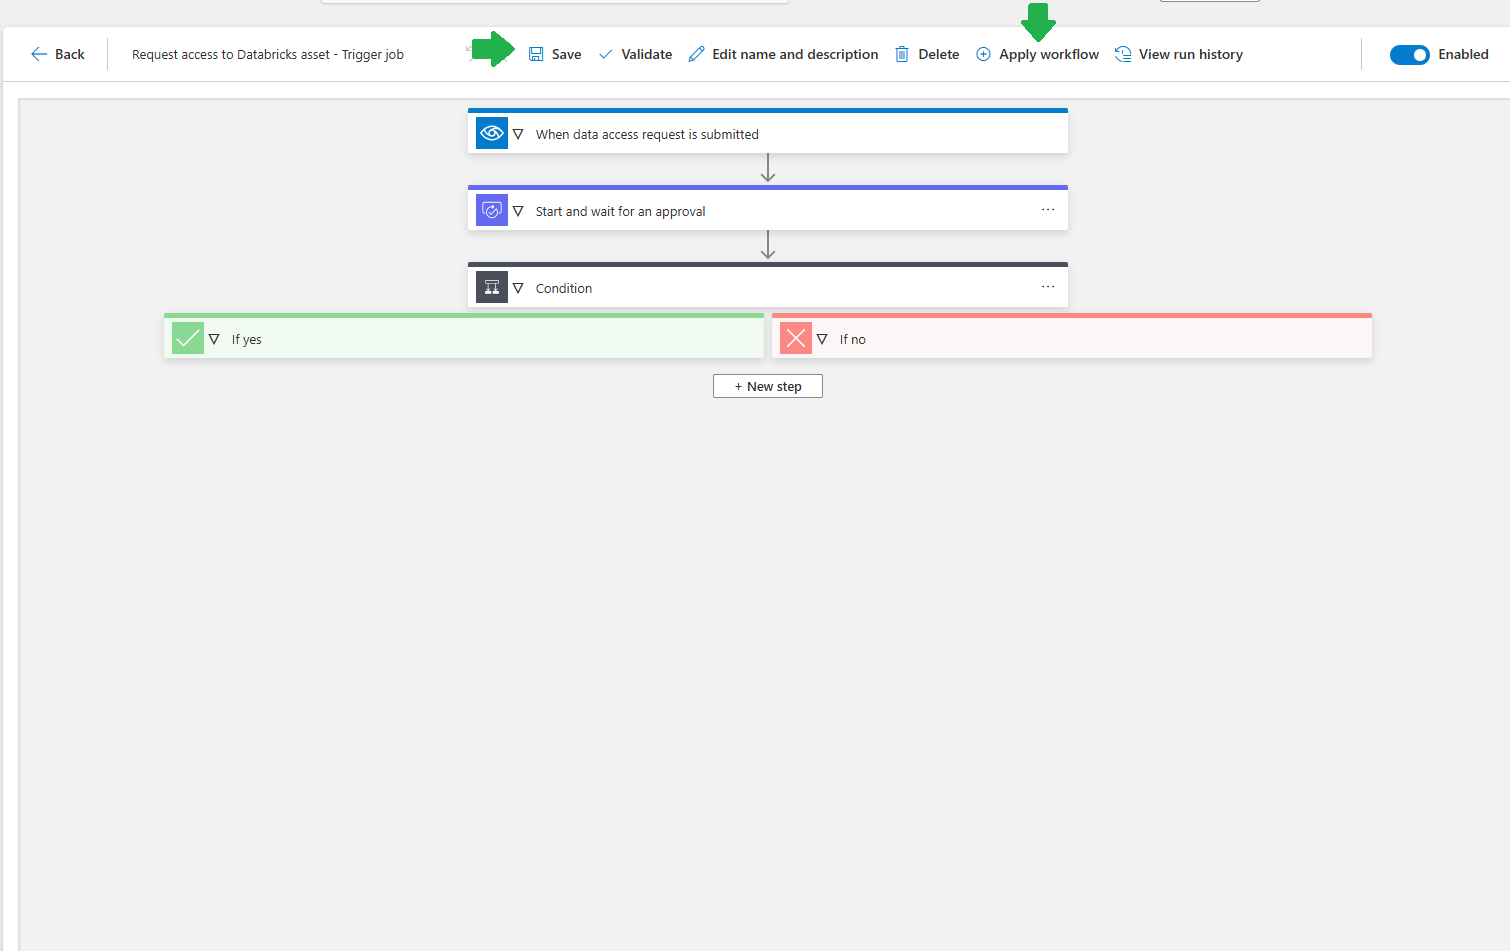 Back
Request access to Databricks asset - Trigger job
Save
Validate
Edit name and description
Delete
Apply workflow
View run history
Enabled
When data access request is submitted
Start and wait for an approval
...
Condition
...
If yes
If no
+ New step